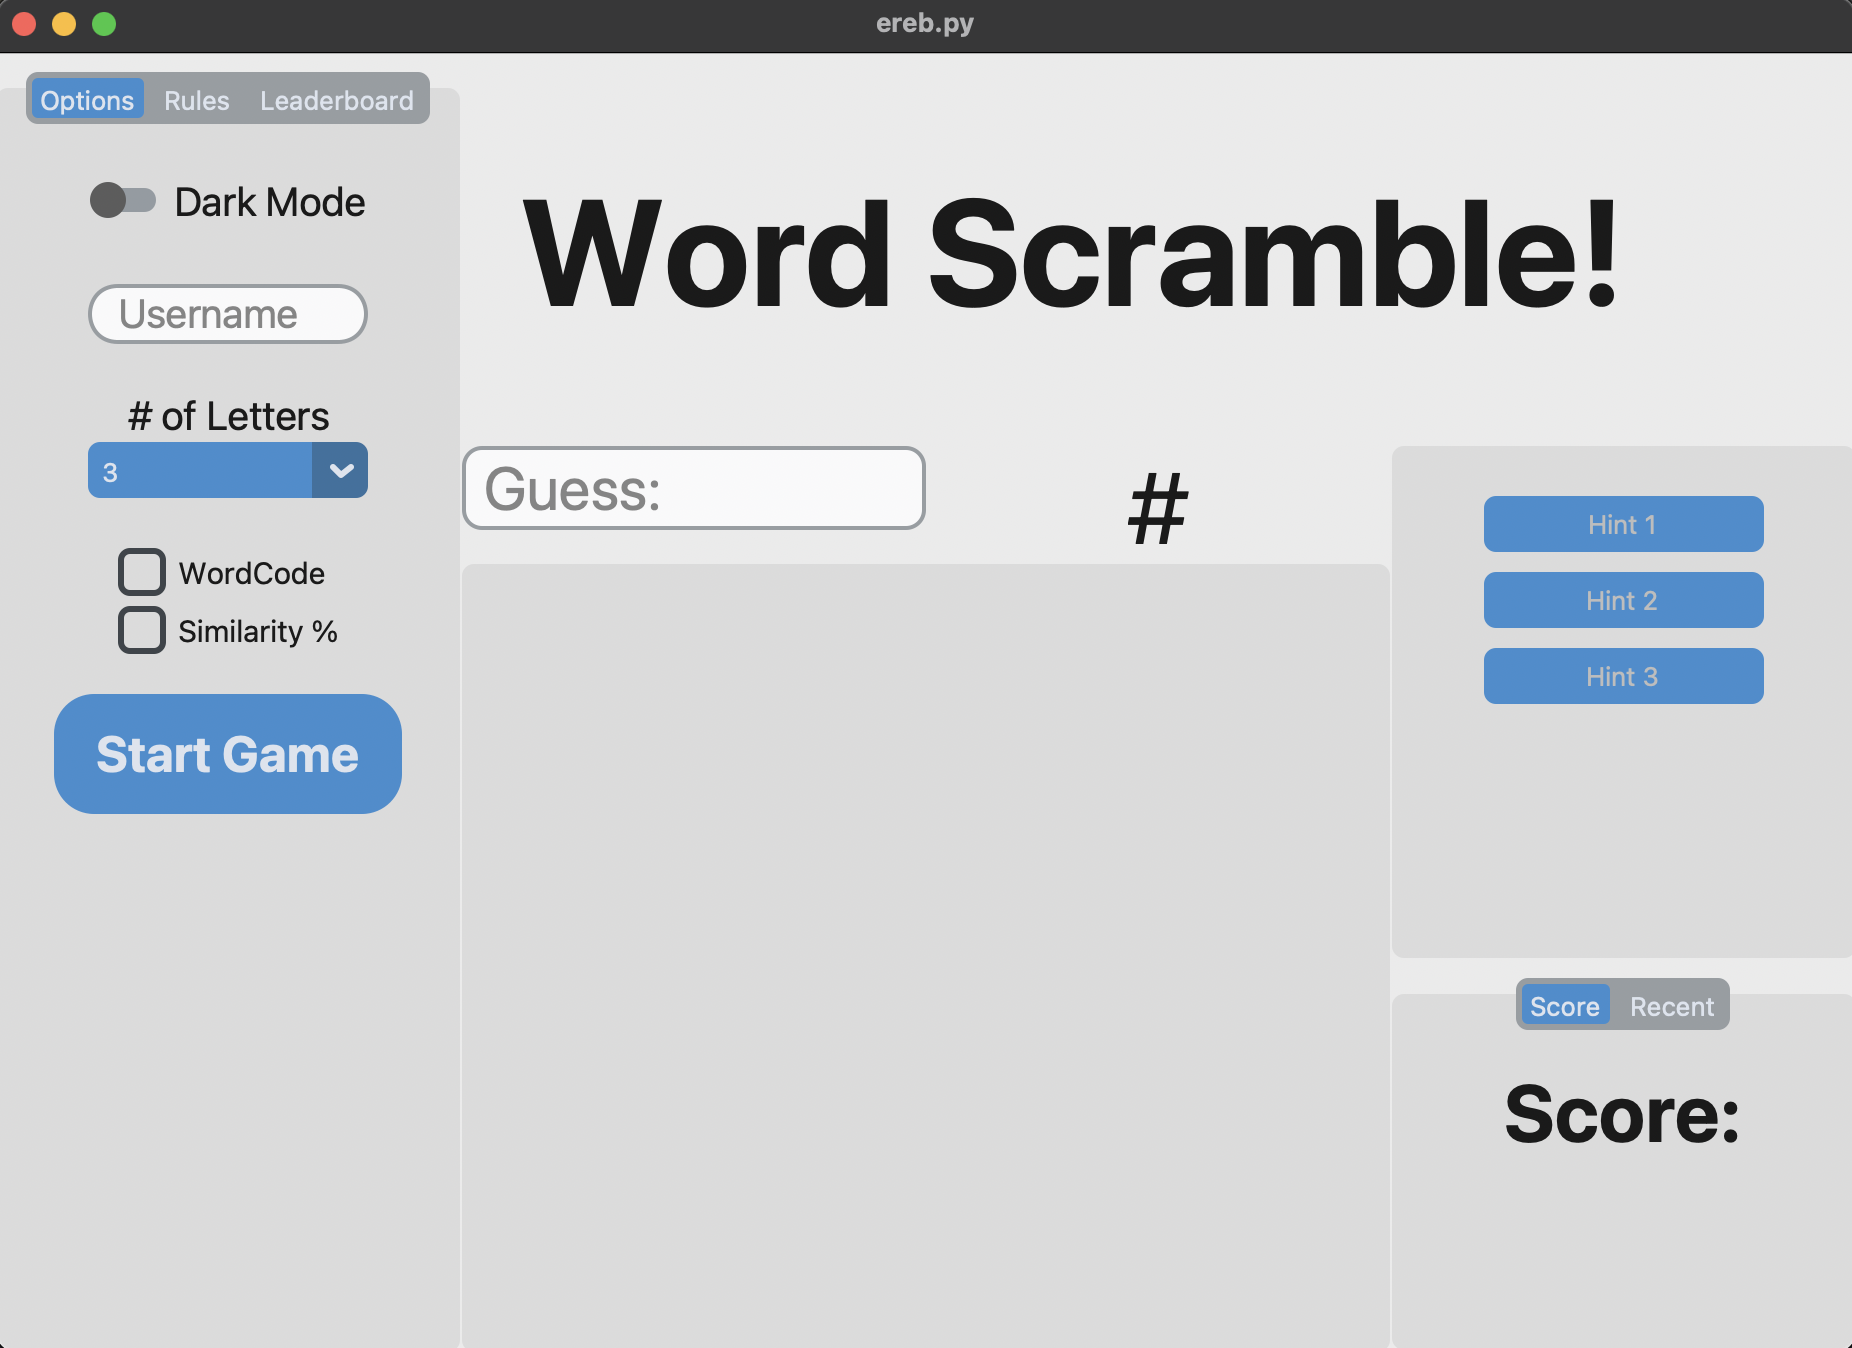 ereb.py
Options Rules Leaderboard
Dark Mode
Username
# of Letters
3
WordCode
Similarity %
Start Game
Word Scramble!
Guess:
#
Hint 1
Hint 2
Hint 3
Score Recent
Score: